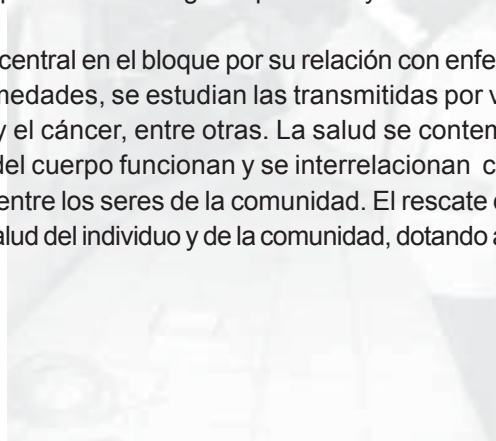 central en el bloque por su relación con enfe
medades, se estudian las transmitidas por v
y el cáncer, entre otras. La salud se conten
del cuerpo funcionan y se interrelacionan c
entre los seres de la comunidad. El rescate
alud del individuo y de la comunidad, dotando a